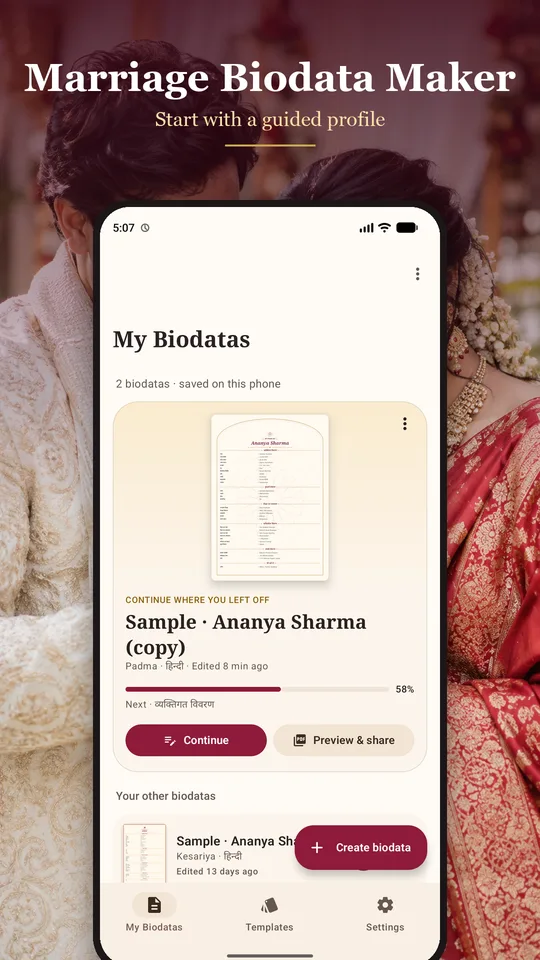 Marriage Biodata Maker
Start with a guided profile
5:07
My Biodatas
2 biodatas · saved on this phone
Ananya Sharma
CONTINUE WHERE YOU LEFT OFF
Sample · Ananya Sharma
(copy)
Padma · हिन्दी · Edited 8 min ago
58%
Next · व्यक्तिगत विवरण
Continue
PDF
Preview & share
Your other biodatas
Sample · Ananya
Kesariya · हिन्दी
Edited 13 days ago
Create biodata
My Biodatas
Templates
Settings